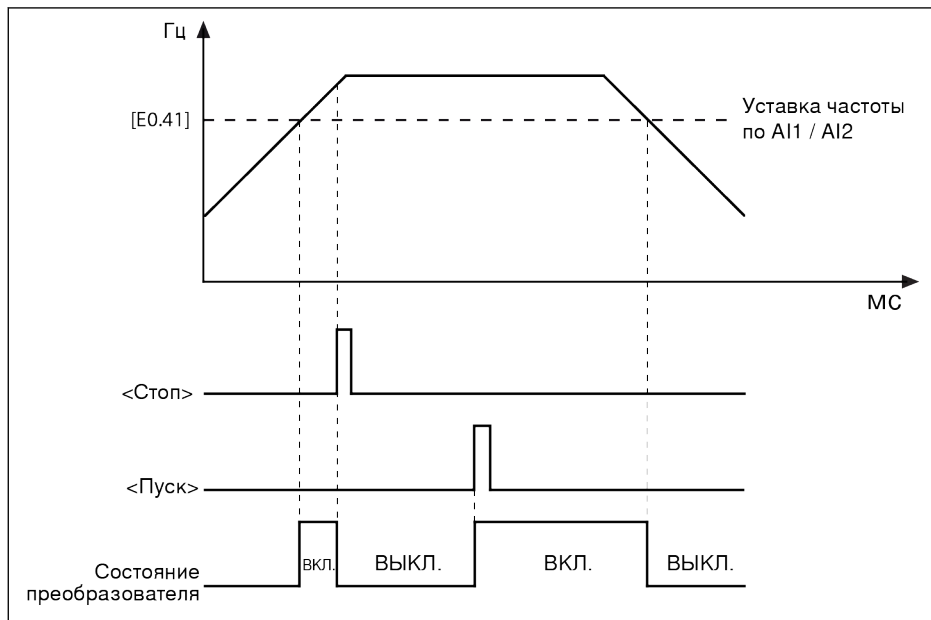 Гц
[E0.41]
Уставка частоты
по AI1 / AI2
мс
<Стоп>
<Пуск>
Состояние
преобразователя
ВКЛ.
ВЫКЛ.
ВКЛ.
ВЫКЛ.